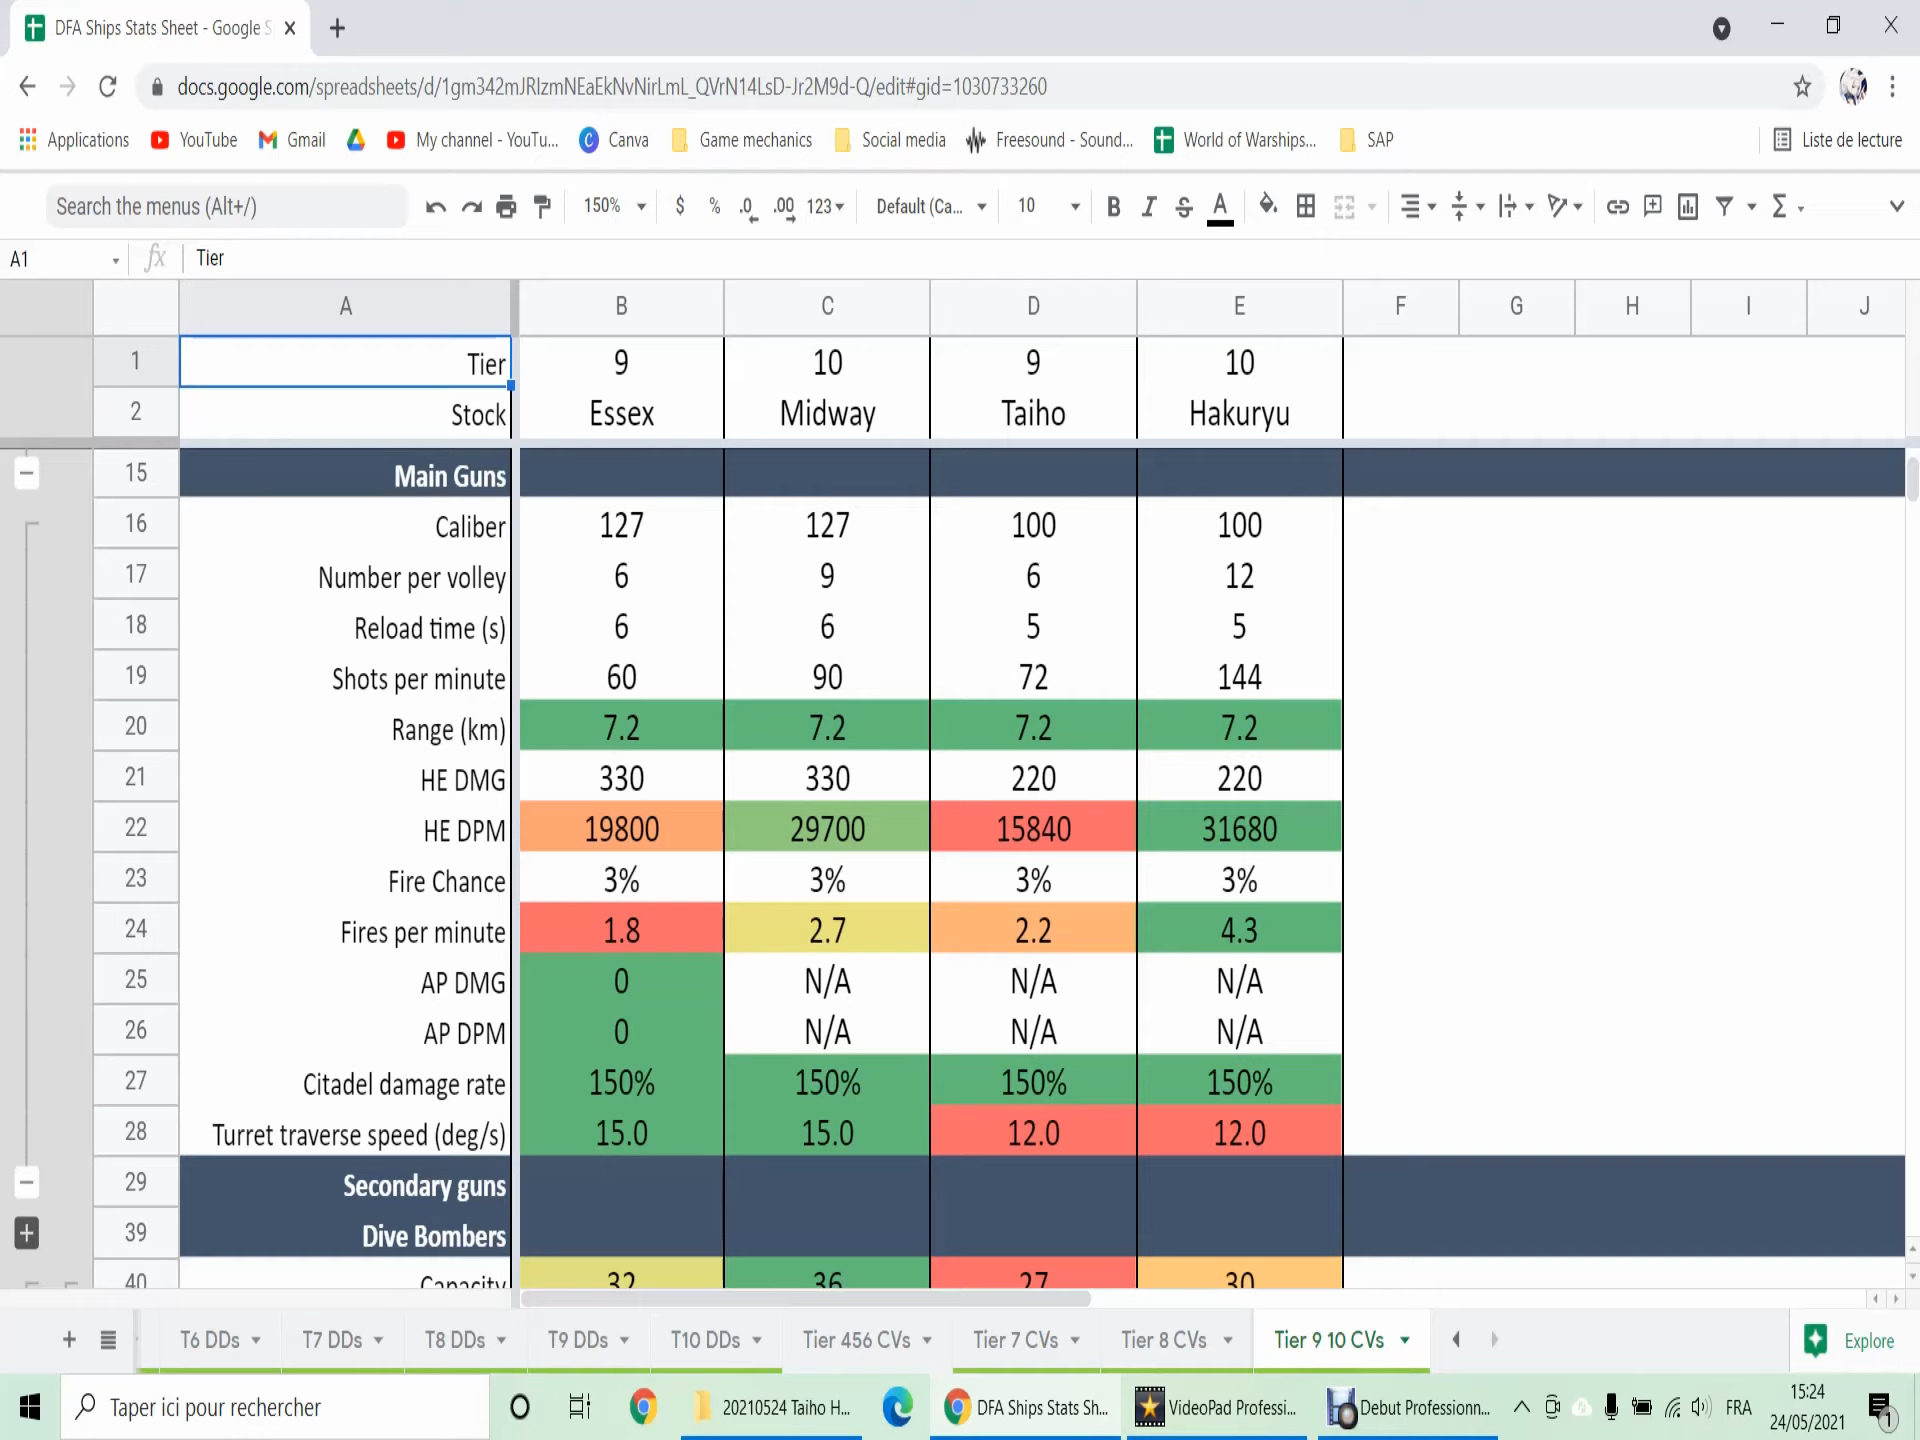 DFA Ships Stats Sheet - Google S
docs.google.com/spreadsheets/d/1gm342mJRIzmNEaEkNvNirLmL_QVrN14LsD-Jr2M9d-Q/edit#gid=1030733260
Applications YouTube Gmail My channel - YouTu... Canva Game mechanics Social media Freesound - Sound... World of Warships... SAP Liste de lecture
Search the menus (Alt+/) 150% $ % .0 .00 123 Default (Ca... 10 B I S A
A1 fx Tier
A B C D E F G H I J
1 Tier 9 10 9 10
2 Stock Essex Midway Taiho Hakuryu
15 Main Guns
16 Caliber 127 127 100 100
17 Number per volley 6 9 6 12
18 Reload time (s) 6 6 5 5
19 Shots per minute 60 90 72 144
20 Range (km) 7.2 7.2 7.2 7.2
21 HE DMG 330 330 220 220
22 HE DPM 19800 29700 15840 31680
23 Fire Chance 3% 3% 3% 3%
24 Fires per minute 1.8 2.7 2.2 4.3
25 AP DMG 0 N/A N/A N/A
26 AP DPM 0 N/A N/A N/A
27 Citadel damage rate 150% 150% 150% 150%
28 Turret traverse speed (deg/s) 15.0 15.0 12.0 12.0
29 Secondary guns
39 Dive Bombers
40 Capacity 32 36 27 30
T6 DDs T7 DDs T8 DDs T9 DDs T10 DDs Tier 456 CVs Tier 7 CVs Tier 8 CVs Tier 9 10 CVs Explore
Taper ici pour rechercher 20210524 Taiho H... DFA Ships Stats Sh... VideoPad Professi... Debut Professionn... FRA 15:24
24/05/2021 1